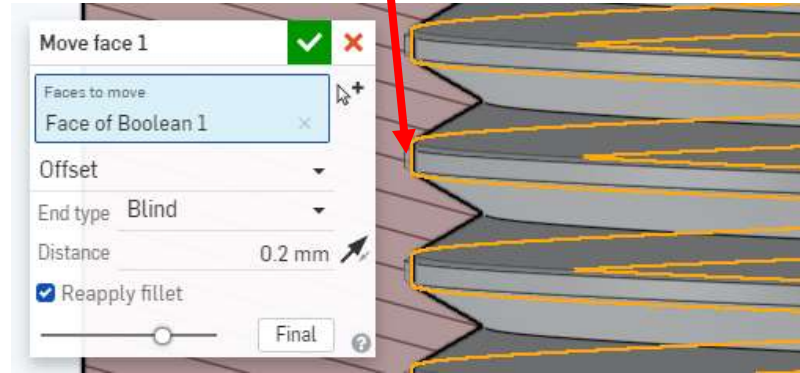 Move face 1
Faces to move
Face of Boolean 1
Offset
End type Blind
Distance 0.2 mm
Reapply fillet
Final